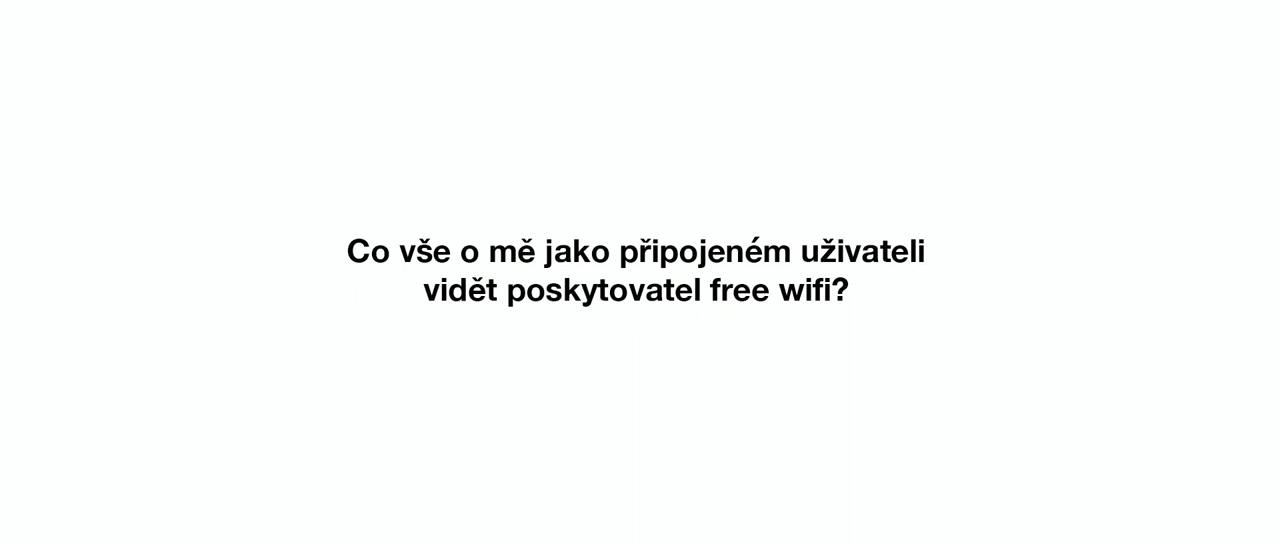 Co vše o mě jako připojeném uživateli
vidět poskytovatel free wifi?